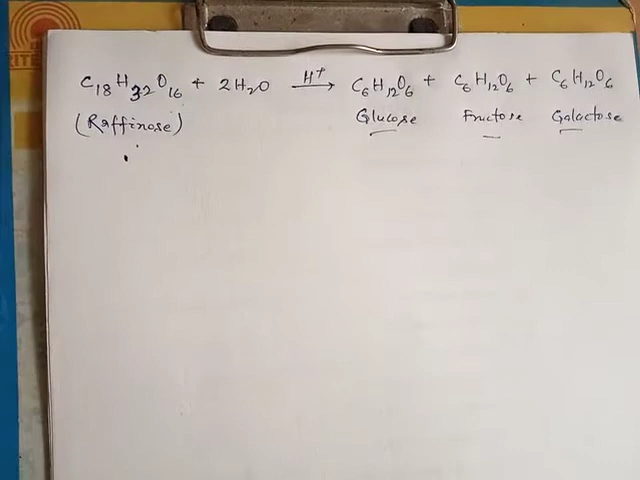 C₁₈H₃₂O₁₆ + 2H₂O —H⁺→ C₆H₁₂O₆ + C₆H₁₂O₆ + C₆H₁₂O₆
(Raffinose) Glucose Fructose Galactose